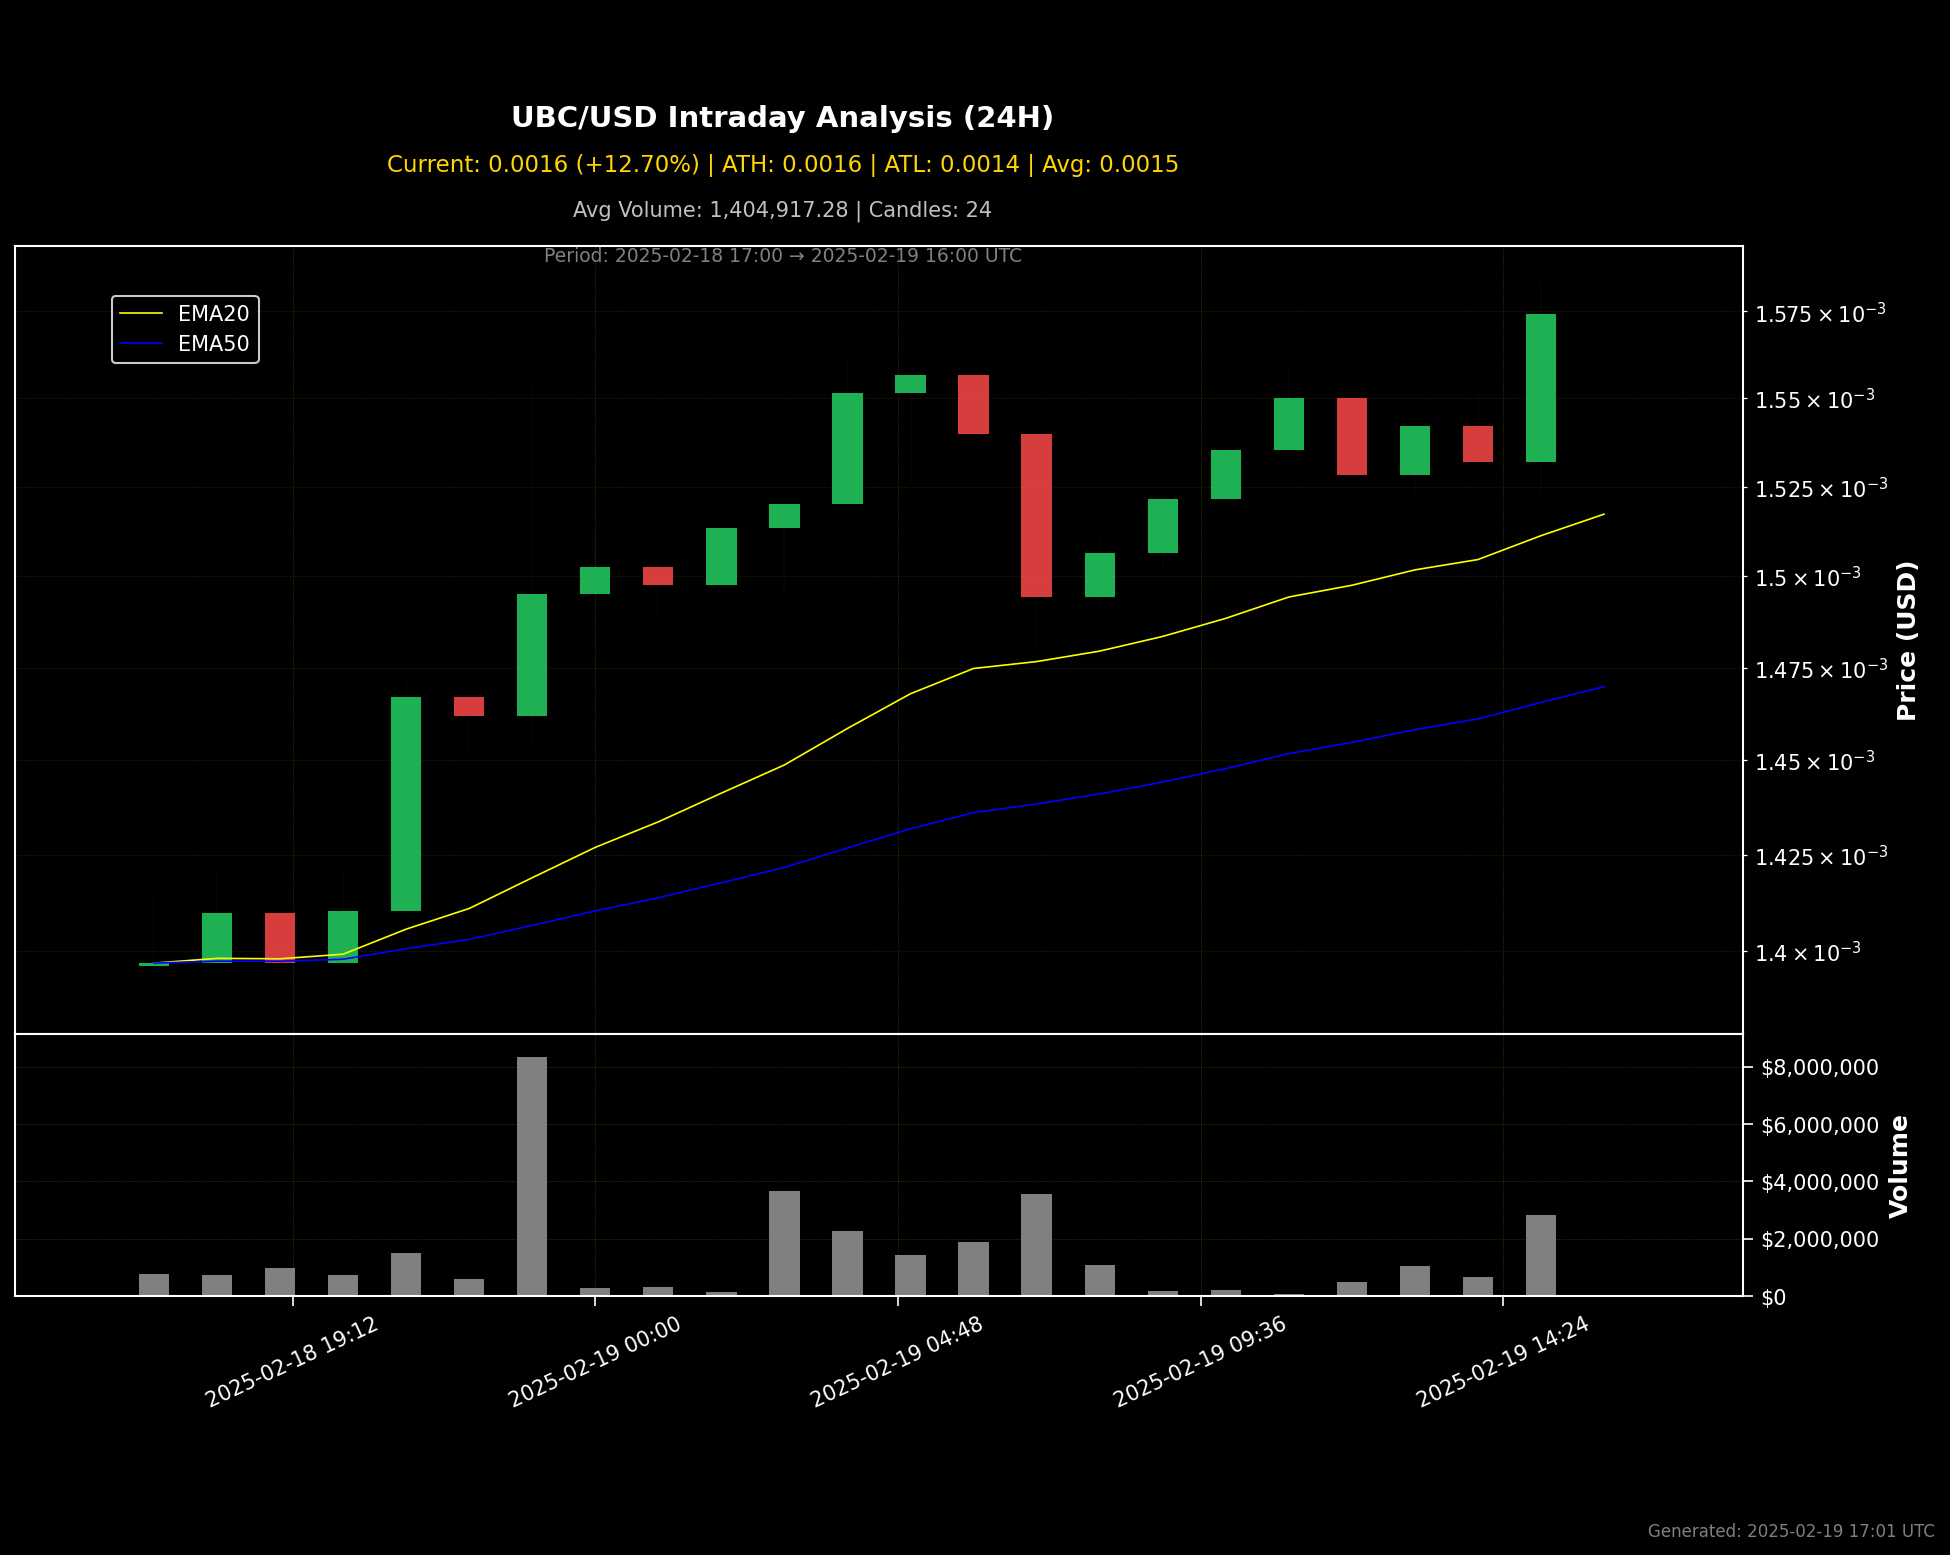 UBC/USD Intraday Analysis (24H)
Current: 0.0016 (+12.70%) | ATH: 0.0016 | ATL: 0.0014 | Avg: 0.0015
Avg Volume: 1,404,917.28 | Candles: 24
Period: 2025-02-18 17:00 → 2025-02-19 16:00 UTC
EMA20
EMA50
1.575 × 10⁻³
1.55 × 10⁻³
1.525 × 10⁻³
1.5 × 10⁻³
1.475 × 10⁻³
1.45 × 10⁻³
1.425 × 10⁻³
1.4 × 10⁻³
Price (USD)
$8,000,000
$6,000,000
$4,000,000
$2,000,000
$0
Volume
2025-02-18 19:12
2025-02-19 00:00
2025-02-19 04:48
2025-02-19 09:36
2025-02-19 14:24
Generated: 2025-02-19 17:01 UTC